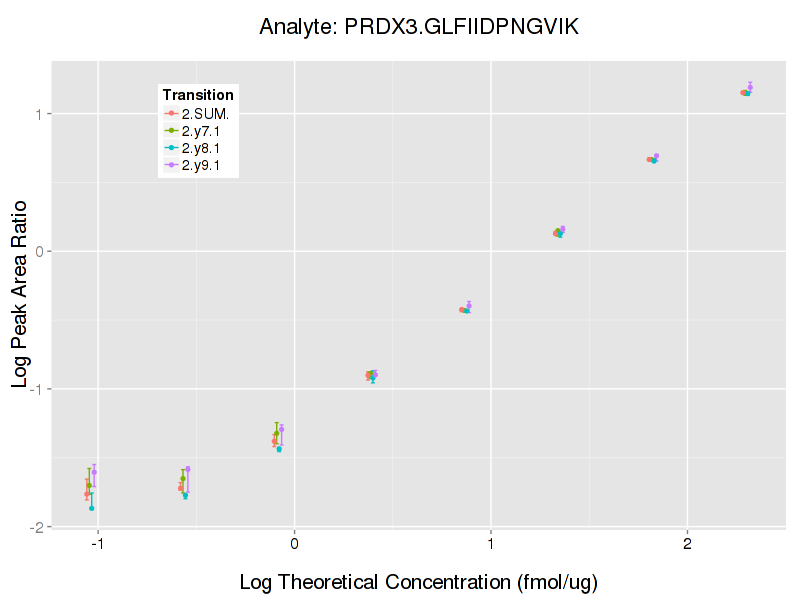 Analyte: PRDX3.GLFIIDPNGVIK
Transition
2.SUM.
2.y7.1
2.y8.1
2.y9.1
Log Peak Area Ratio
1
0
-1
-2
-1
0
1
2
Log Theoretical Concentration (fmol/ug)